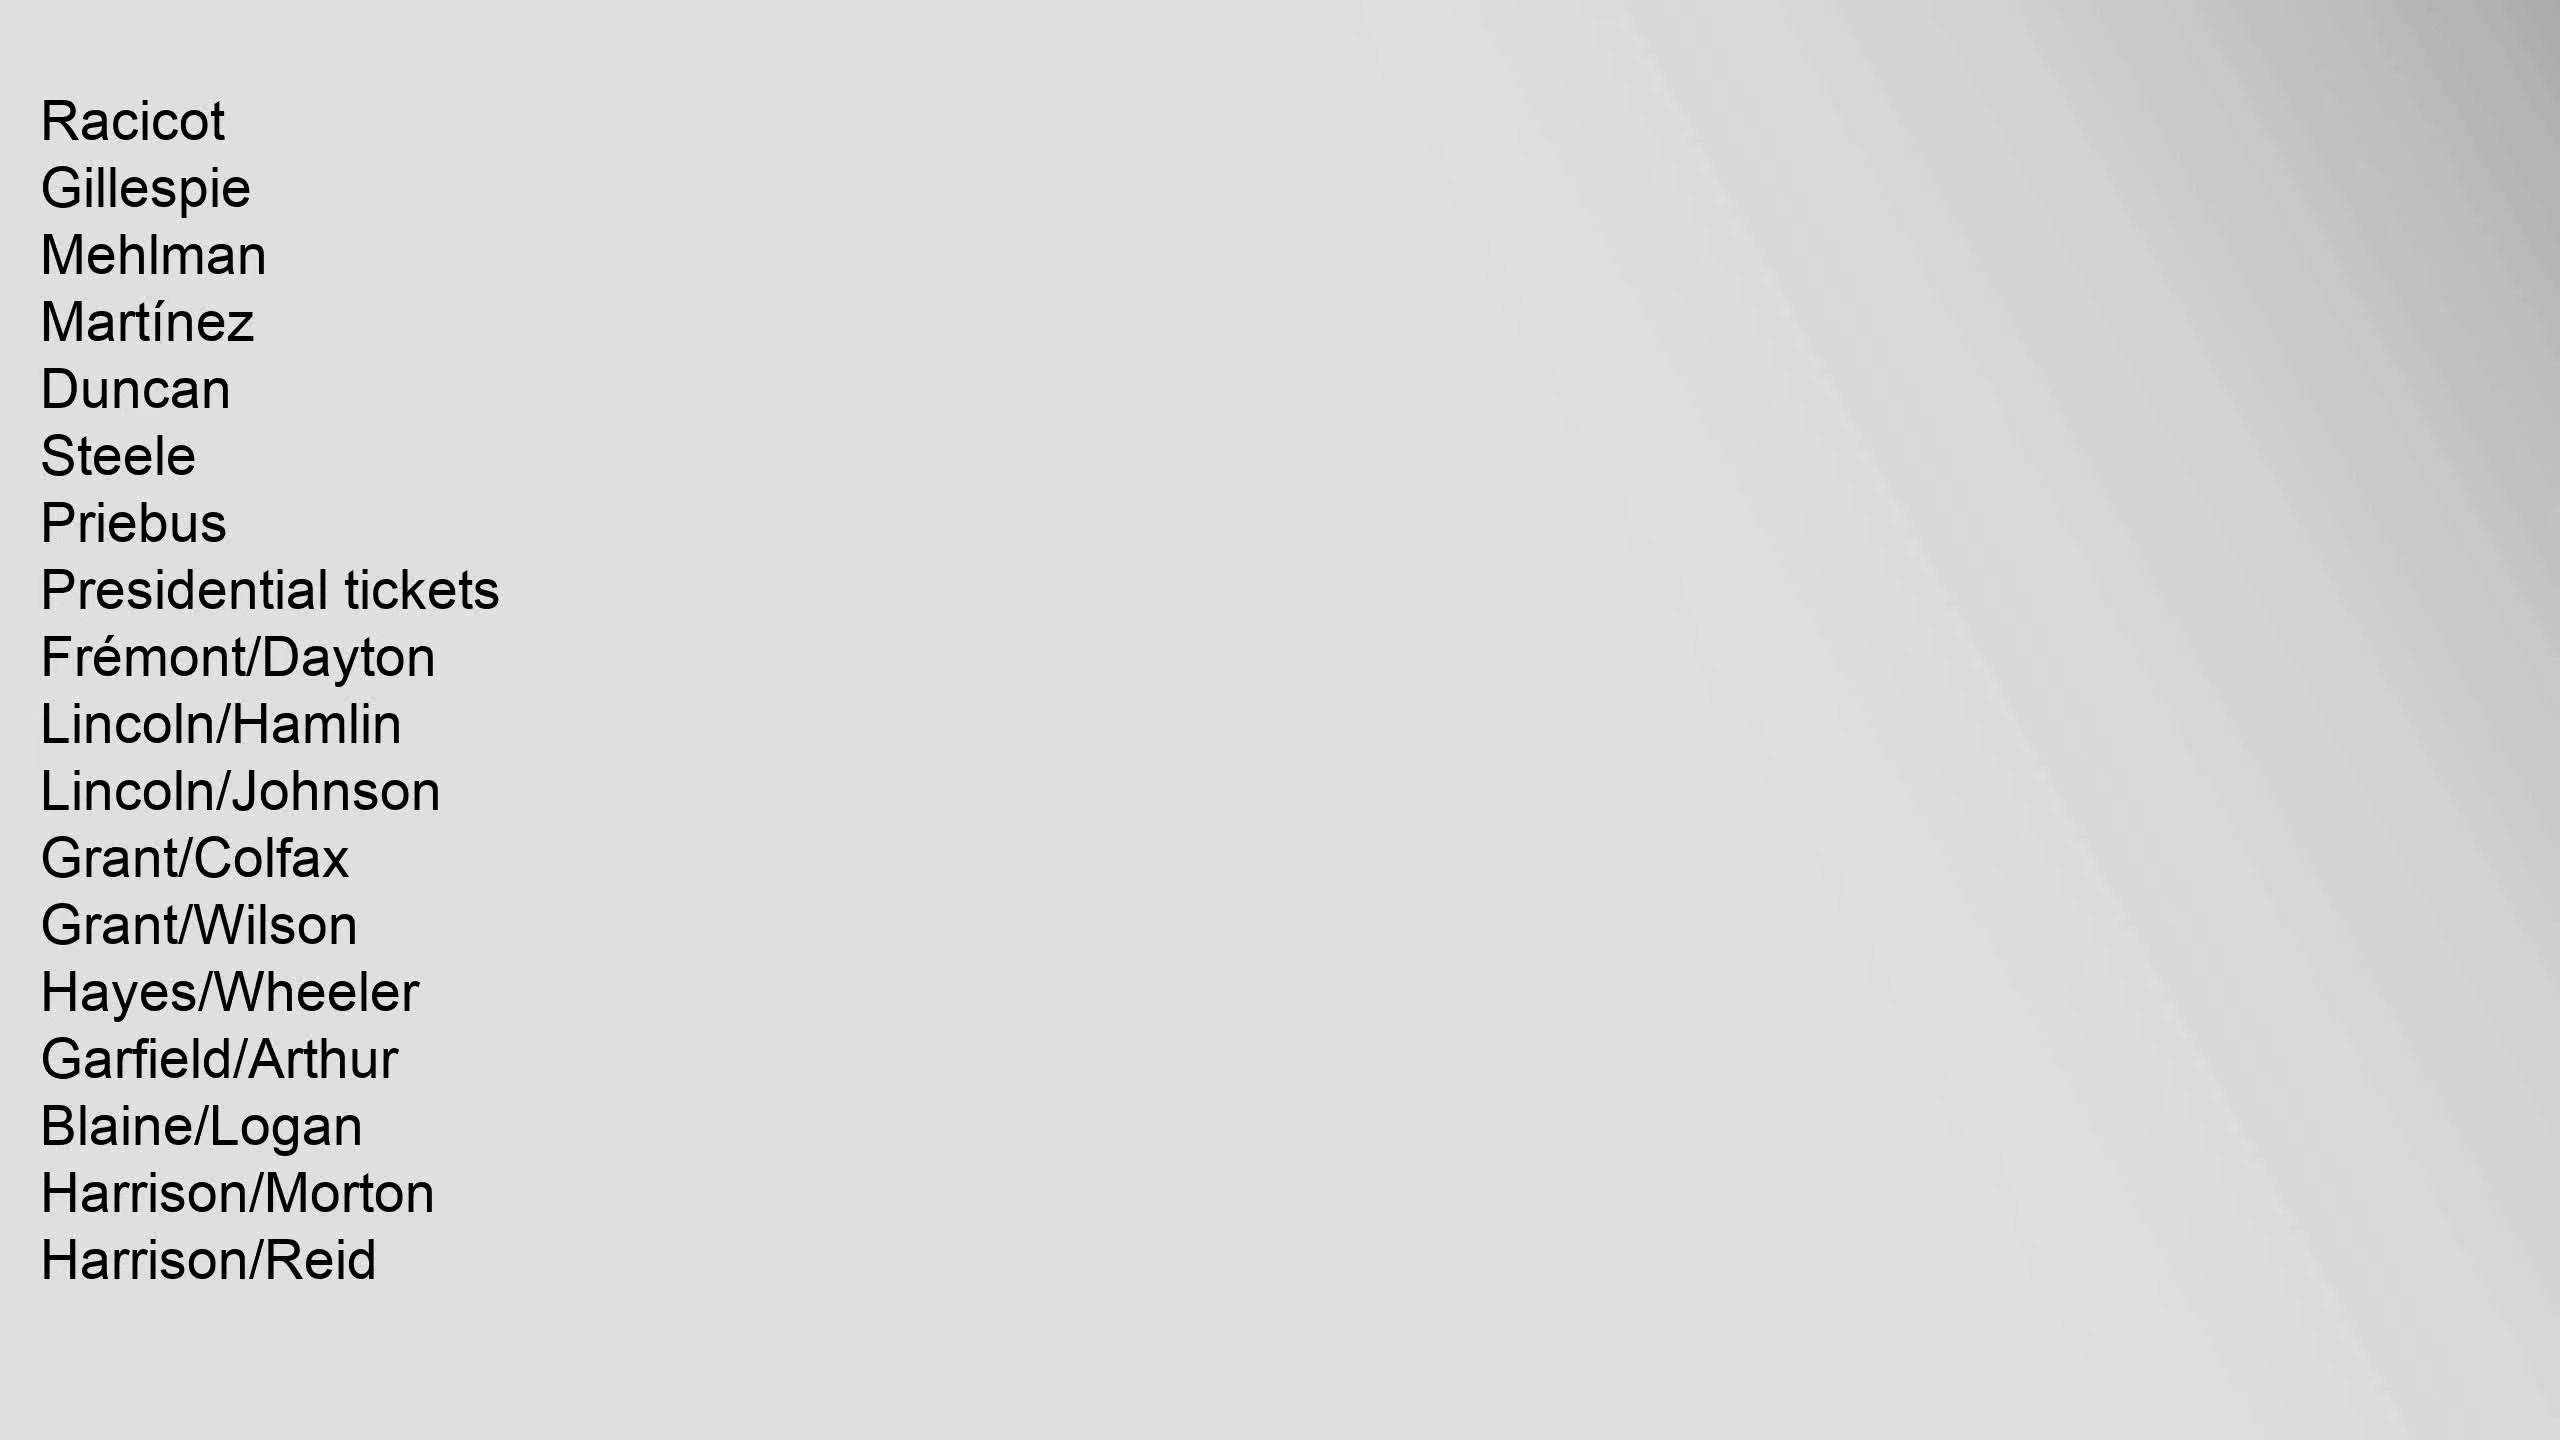 Racicot
Gillespie
Mehlman
Martínez
Duncan
Steele
Priebus
Presidential tickets
Frémont/Dayton
Lincoln/Hamlin
Lincoln/Johnson
Grant/Colfax
Grant/Wilson
Hayes/Wheeler
Garfield/Arthur
Blaine/Logan
Harrison/Morton
Harrison/Reid